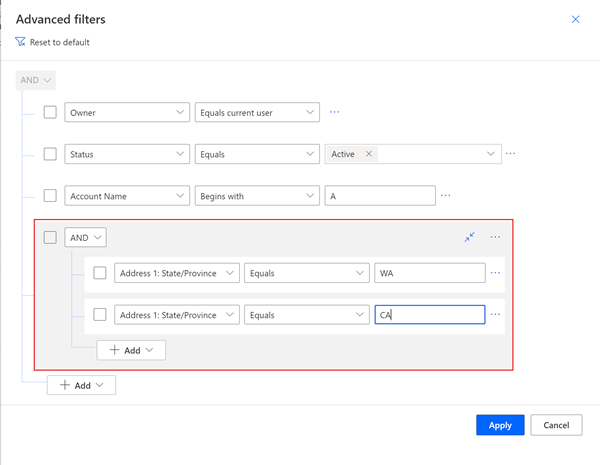 Advanced filters
Reset to default
AND
Owner Equals current user
Status Equals Active
Account Name Begins with A
AND
Address 1: State/Province Equals WA
Address 1: State/Province Equals CA
Add
Add
Apply Cancel